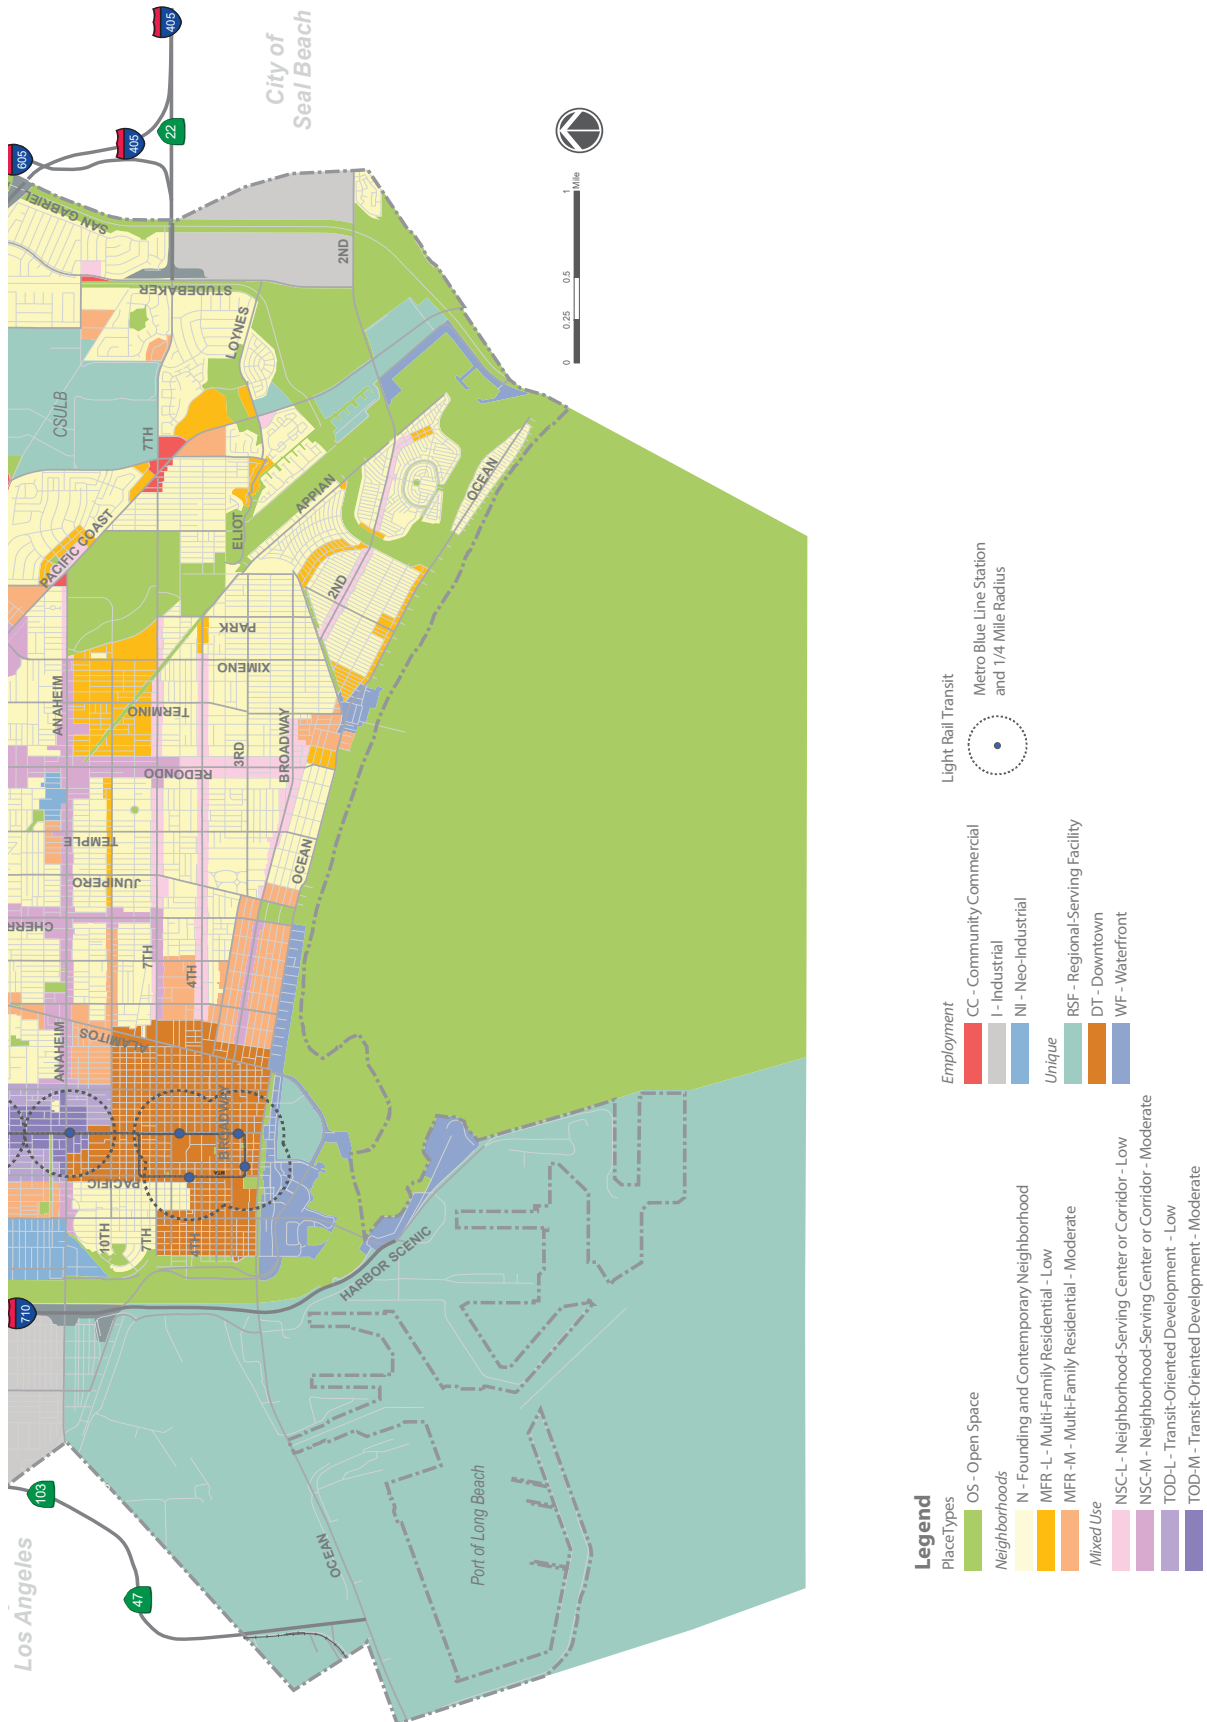 Los Angeles
City of
Seal Beach
103
47
710
605
405
405
22
SAN GABRIEL
STUDEBAKER
2ND
LOYNES
CSULB
7TH
PACIFIC COAST
ELIOT
APPIAN
OCEAN
2ND
PARK
XIMENO
ANAHEIM
TERMINO
3RD
BROADWAY
REDONDO
TEMPLE
JUNIPERO
OCEAN
CHERR
7TH
4TH
ANAHEIM
ALAMITOS
BROADWAY
MTA
PACIFIC
10TH
7TH
4TH
HARBOR SCENIC
OCEAN
Port of Long Beach
0
0.25
0.5
1
Mile
Legend
PlaceTypes
OS - Open Space
Neighborhoods
N - Founding and Contemporary Neighborhood
MFR -L - Multi-Family Residential - Low
MFR -M - Multi-Family Residential - Moderate
Mixed Use
NSC-L - Neighborhood-Serving Center or Corridor - Low
NSC-M - Neighborhood-Serving Center or Corridor - Moderate
TOD-L - Transit-Oriented Development - Low
TOD-M - Transit-Oriented Development - Moderate
Employment
CC - Community Commercial
I - Industrial
NI - Neo-Industrial
Unique
RSF - Regional-Serving Facility
DT - Downtown
WF - Waterfront
Light Rail Transit
Metro Blue Line Station
and 1/4 Mile Radius